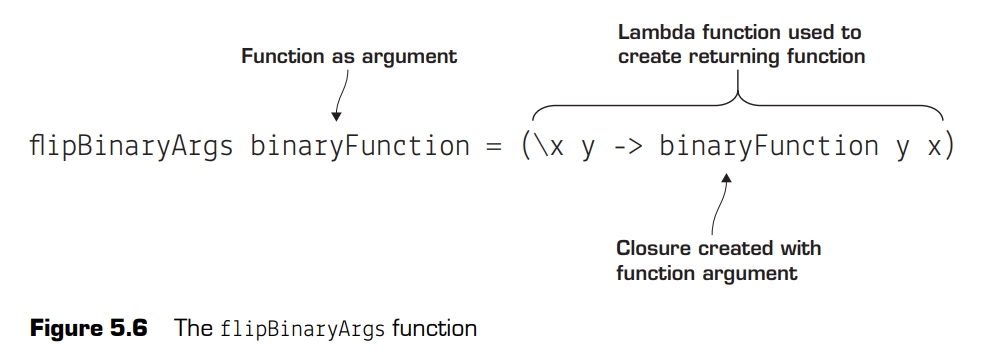 Lambda function used to
Function as argument
create returning function
flipBinaryArgs binaryFunction = (\x y -> binaryFunction y x)
Closure created with
function argument
Figure 5.6 The flipBinaryArgs function